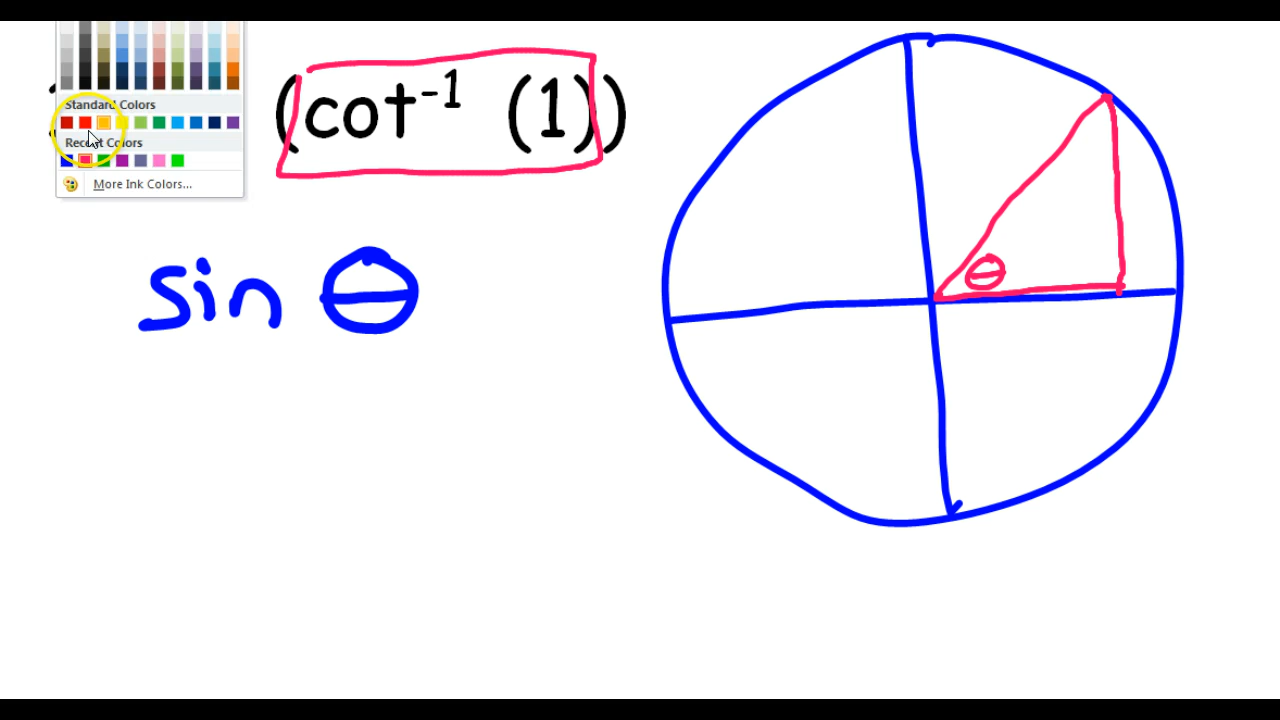 Standard Colors
(cot⁻¹ (1))
Recent Colors
More Ink Colors...
sin θ
θ